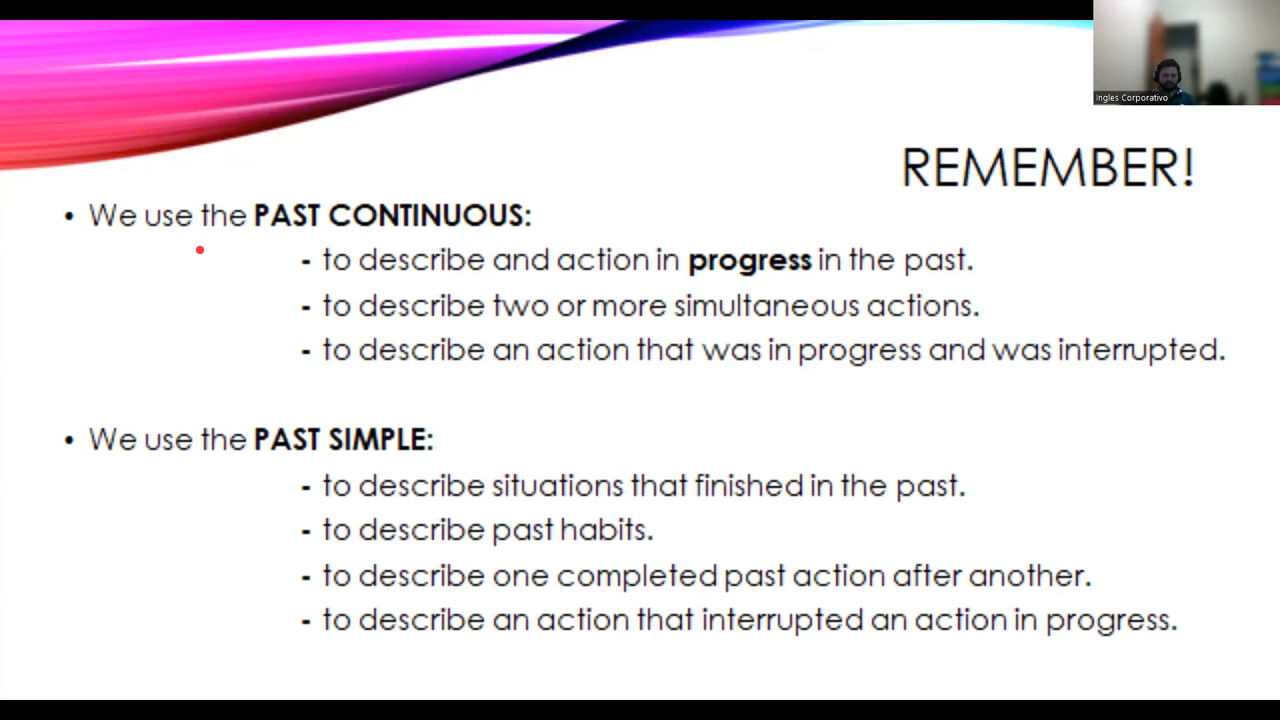 Ingles Corporativo
REMEMBER!
• We use the PAST CONTINUOUS:
- to describe and action in progress in the past.
- to describe two or more simultaneous actions.
- to describe an action that was in progress and was interrupted.
• We use the PAST SIMPLE:
- to describe situations that finished in the past.
- to describe past habits.
- to describe one completed past action after another.
- to describe an action that interrupted an action in progress.